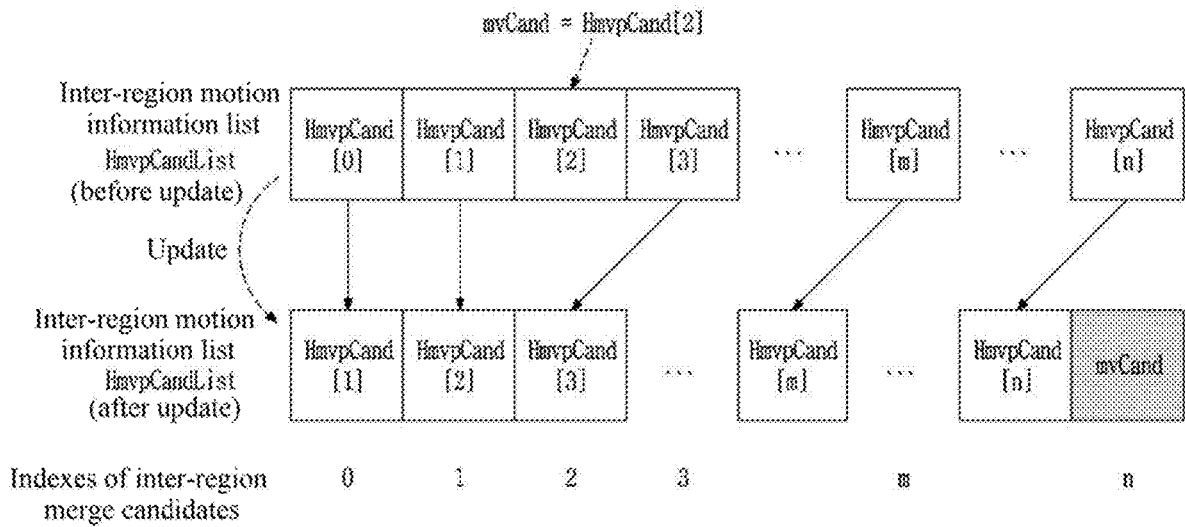 mvCand = HmvpCand[2]
Inter-region motion
information list
HmvpCandList
(before update)
HmvpCand HmvpCand HmvpCand HmvpCand ... HmvpCand ... HmvpCand
[0] [1] [2] [3] [m] [n]
Update
Inter-region motion
information list
HmvpCandList
(after update)
HmvpCand HmvpCand HmvpCand ... HmvpCand ... HmvpCand mvCand
[1] [2] [3] [m] [n]
Indexes of inter-region
merge candidates
0 1 2 3 m n